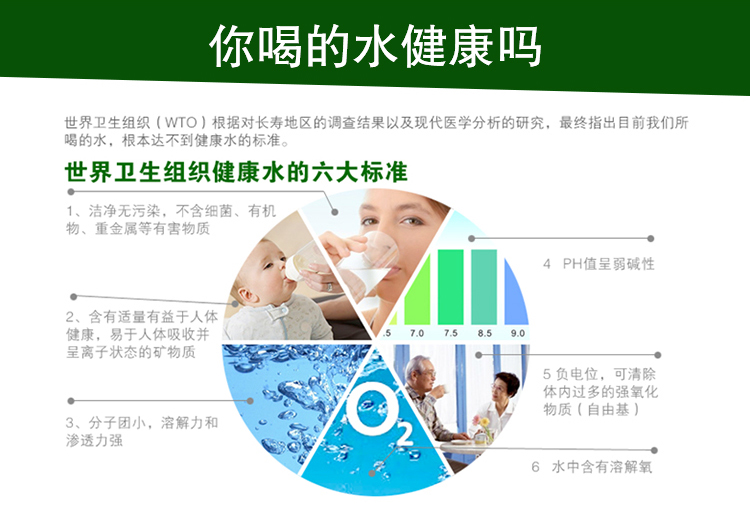 你喝的水健康吗
世界卫生组织（WTO）根据对长寿地区的调查结果以及现代医学分析的研究，最终指出目前我们所
喝的水，根本达不到健康水的标准。
世界卫生组织健康水的六大标准
1、洁净无污染，不含细菌、有机
物、重金属等有害物质
2、含有适量有益于人体
健康，易于人体吸收并
呈离子状态的矿物质
3、分子团小，溶解力和
渗透力强
4 PH值呈弱碱性
.5 7.0 7.5 8.5 9.0
5 负电位，可清除
体内过多的强氧化
物质（自由基）
6 水中含有溶解氧
O2